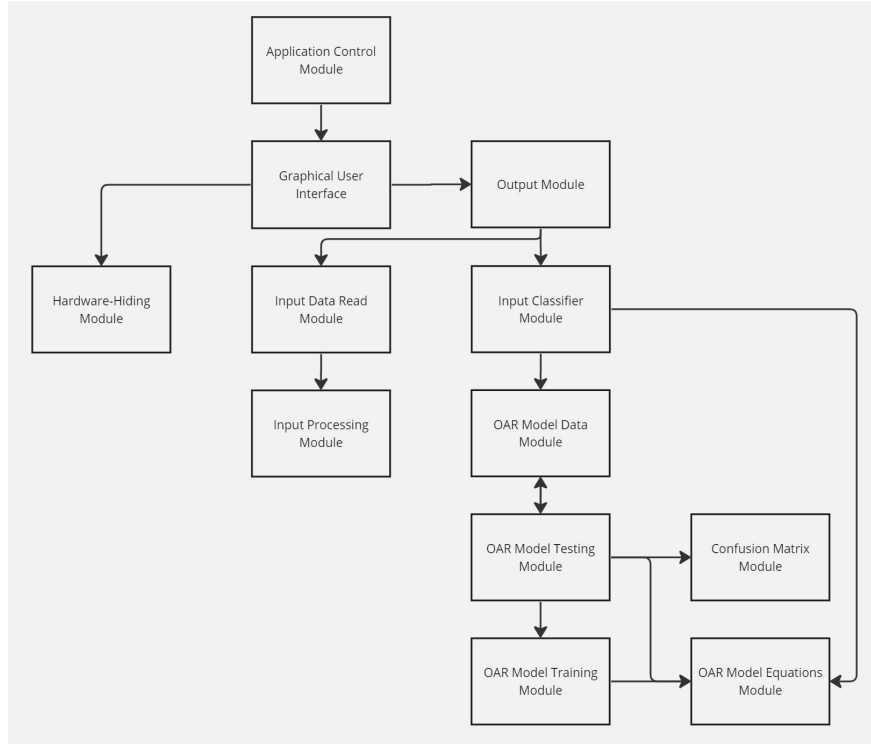 Application Control
Module
Graphical User
Interface
Output Module
Hardware-Hiding
Module
Input Data Read
Module
Input Classifier
Module
Input Processing
Module
OAR Model Data
Module
OAR Model Testing
Module
Confusion Matrix
Module
OAR Model Training
Module
OAR Model Equations
Module